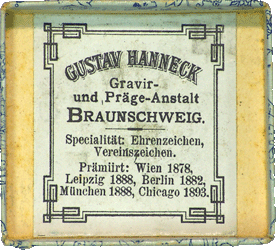 GUSTAV HANNECK
Gravir-
und Präge-Anstalt
BRAUNSCHWEIG.
Specialität: Ehrenzeichen,
Vereinszeichen.
Prämiirt: Wien 1878,
Leipzig 1888, Berlin 1882,
München 1888, Chicago 1893.